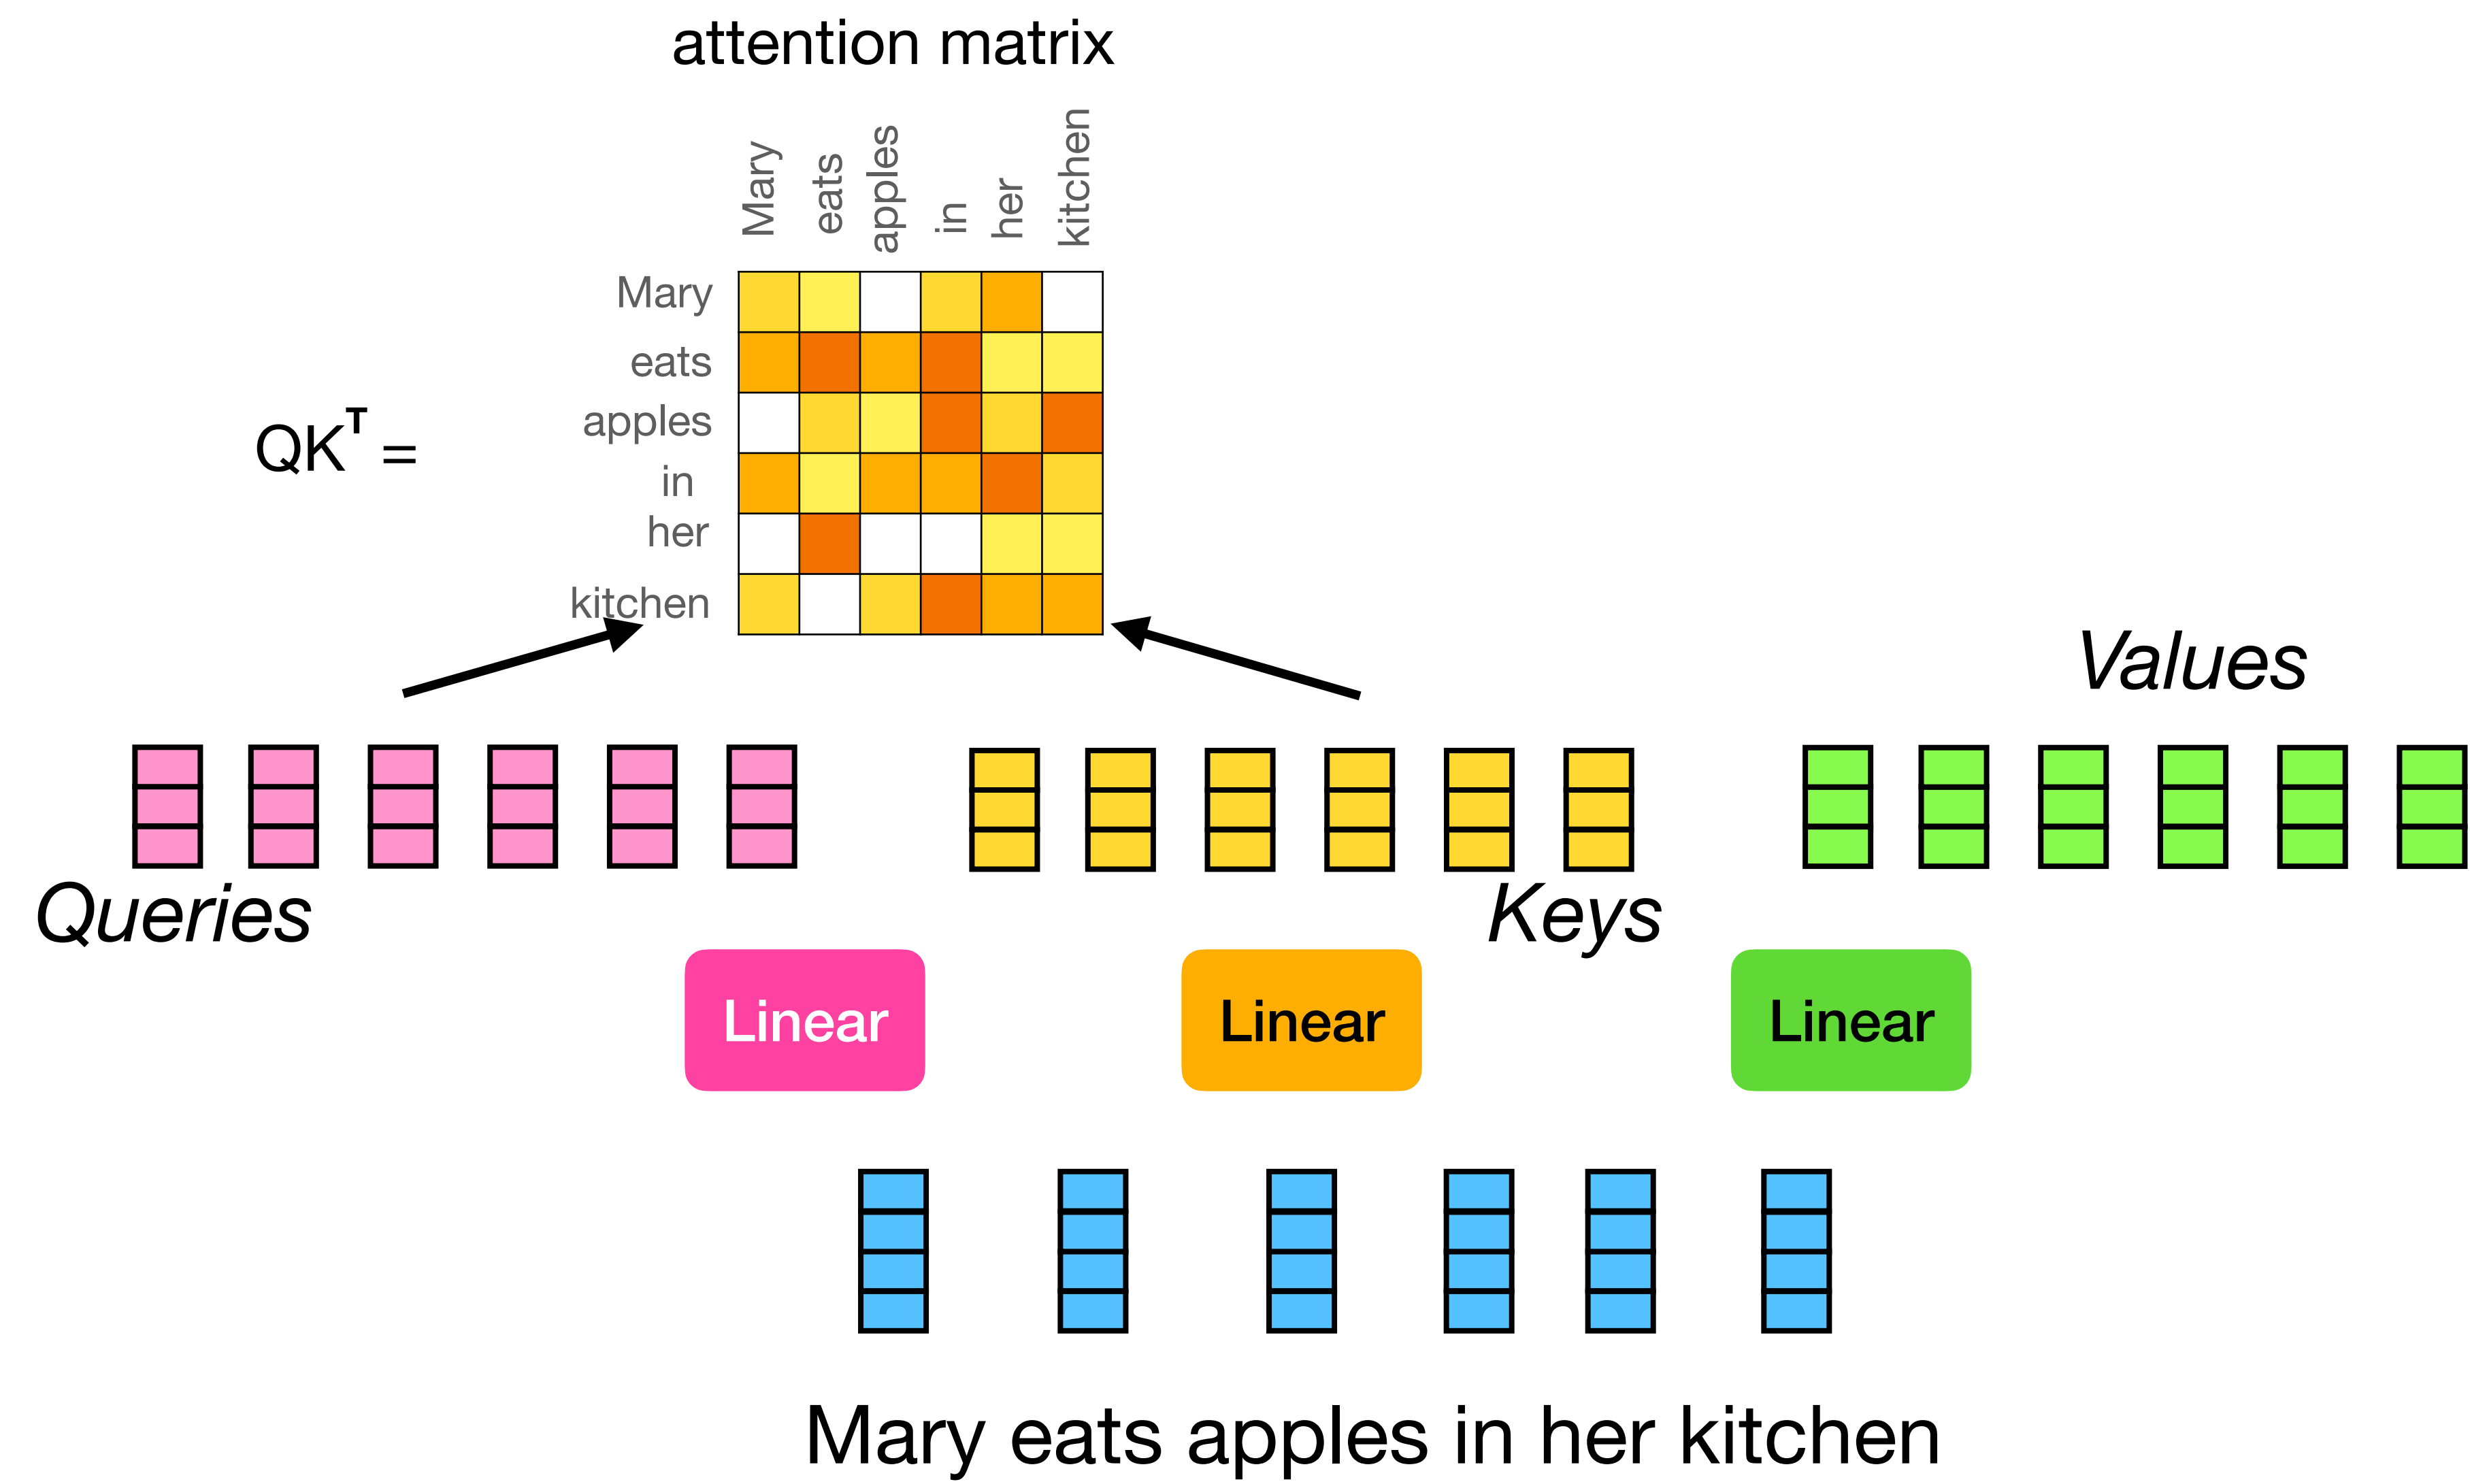 attention matrix
Mary eats apples in her kitchen
Mary
eats
apples
QKT =
in
her
kitchen
Values
Queries
Keys
Linear Linear Linear
Mary eats apples in her kitchen